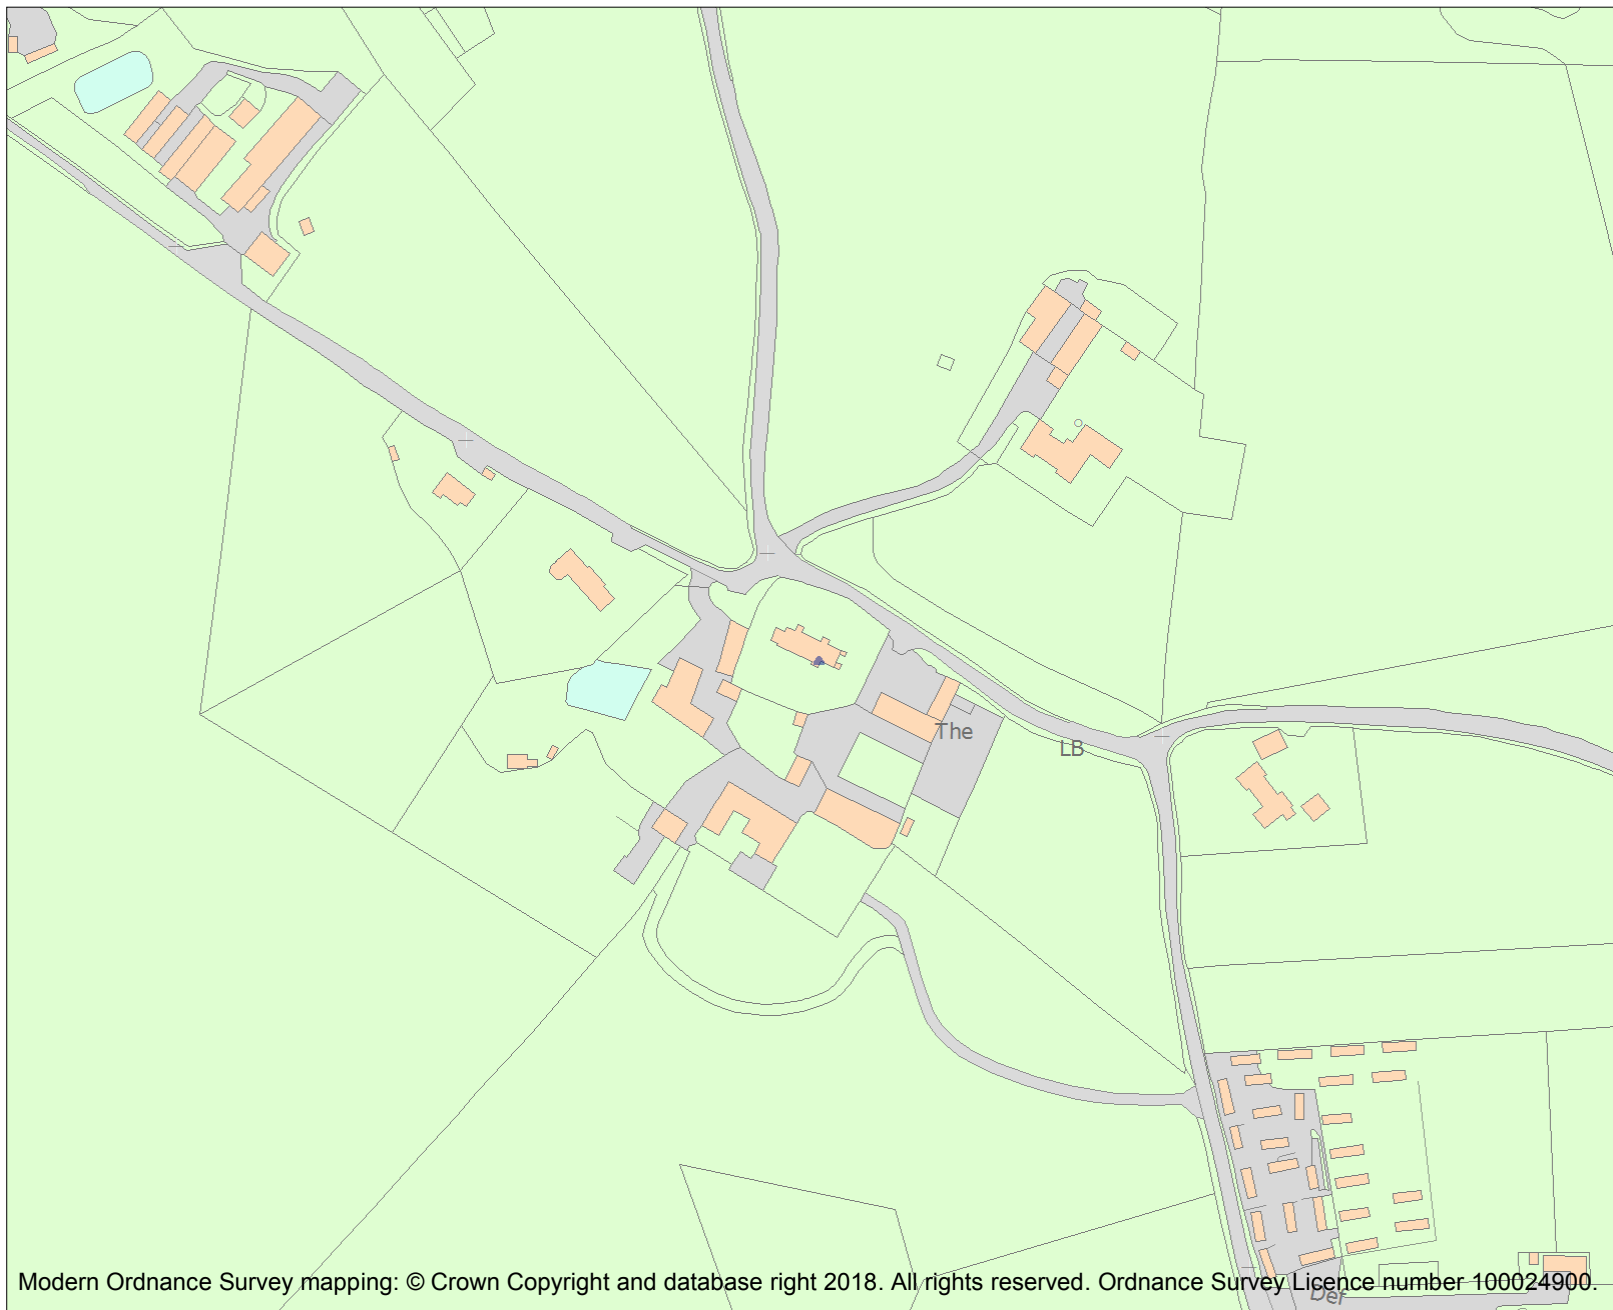 The
LB
Def
Modern Ordnance Survey mapping: © Crown Copyright and database right 2018. All rights reserved. Ordnance Survey Licence number 100024900.